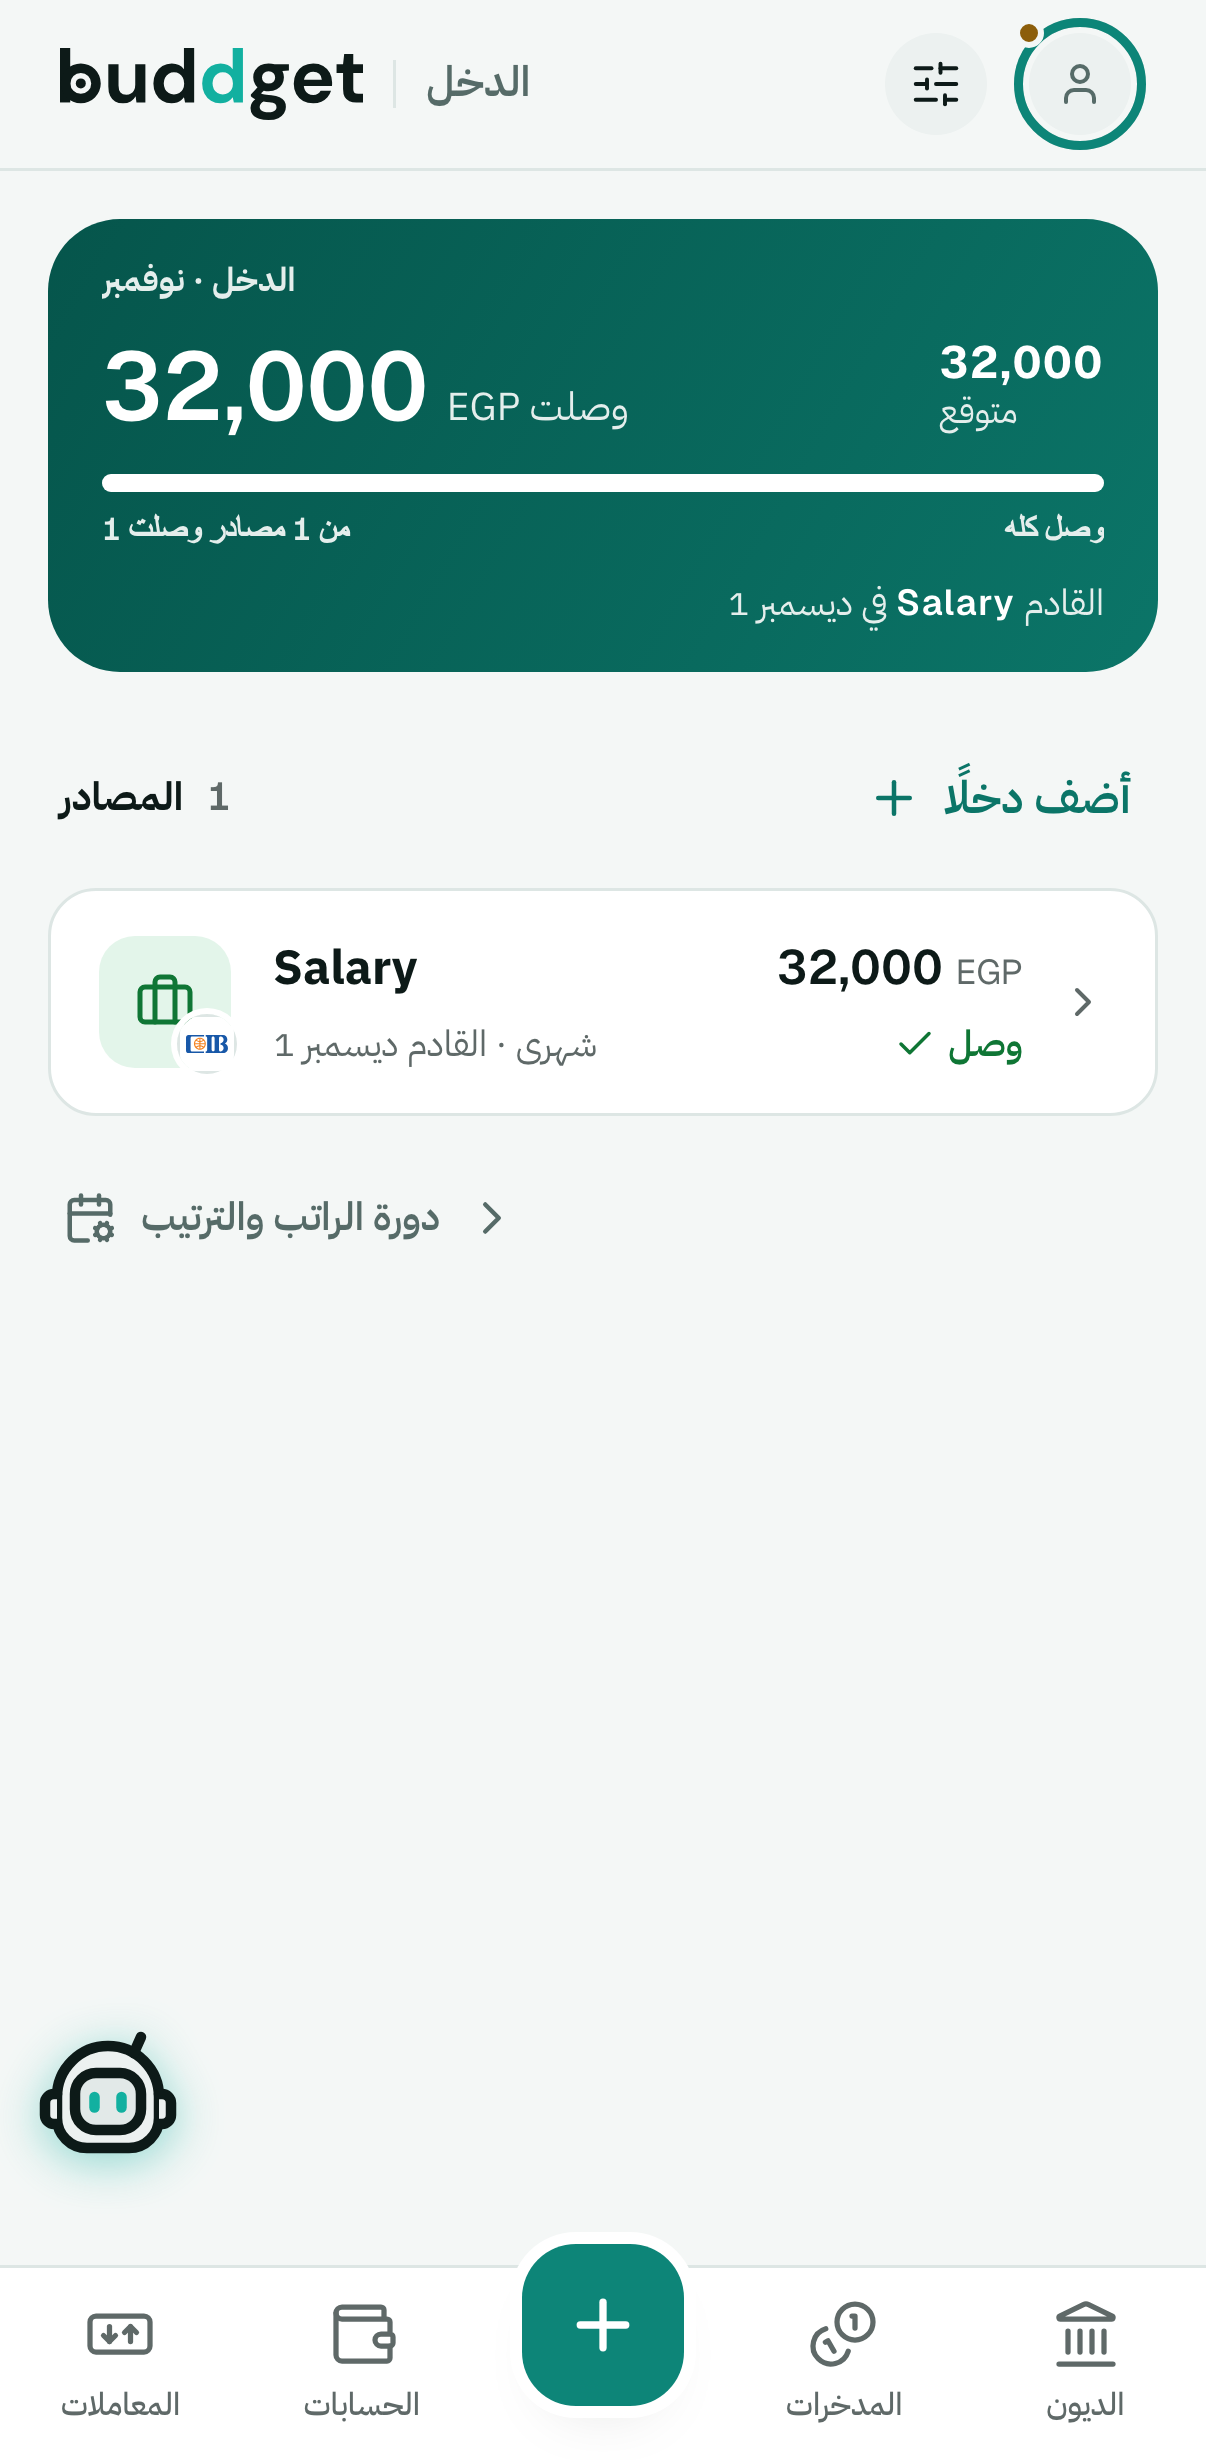 buddget | الدخل
الدخل · نوفمبر
32,000 EGP وصلت
32,000
متوقع
1 من 1 مصادر وصلت
وصل كله
القادم Salary في ديسمبر 1
المصادر 1
+ أضف دخلًا
Salary
32,000 EGP
شهري · القادم ديسمبر 1
وصل
CIB
دورة الراتب والترتيب
المعاملات
الحسابات
المدخرات
الديون